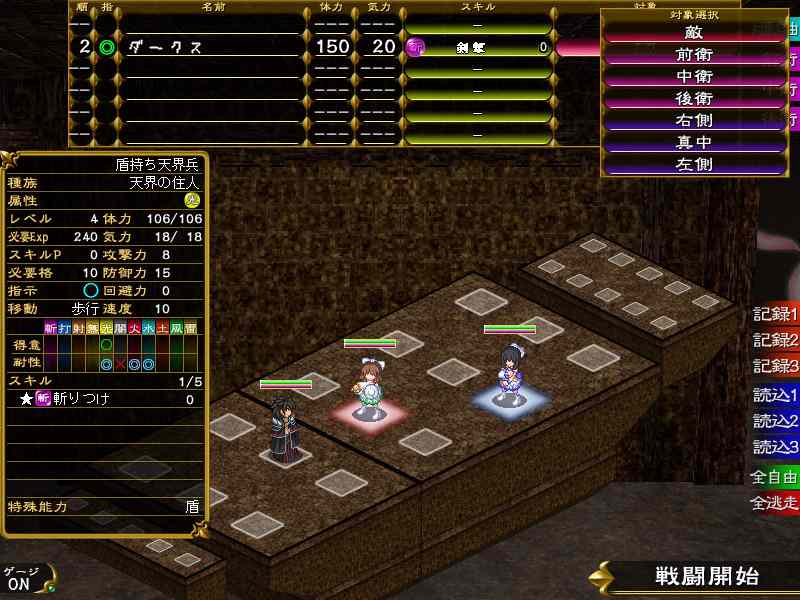 順 指 名前 体力 気力 スキル 対象
--- --- --- –
2 ◎ ダークス 150 20 斬 剣撃 0
--- --- --- –
--- --- --- –
--- --- --- –
--- --- --- –
対象選択
敵
前衛
中衛
後衛
右側
真中
左側
盾持ち天界兵
種族 天界の住人
属性 光
レベル 4 体力 106/106
必要Exp 240 気力 18/ 18
スキルP 0 攻撃力 8
必要格 10 防御力 15
指示 ○ 回避力 0
移動 歩行 速度 10
斬 打 射 無 光 闇 火 水 土 風 雷
得意 ○
耐性 ◎ × ◎ ◎
スキル 1/5
★ 斬 斬りつけ 0
特殊能力 盾
記録1
記録2
記録3
読込1
読込2
読込3
全自由
全逃走
ゲージ
ON
戦闘開始